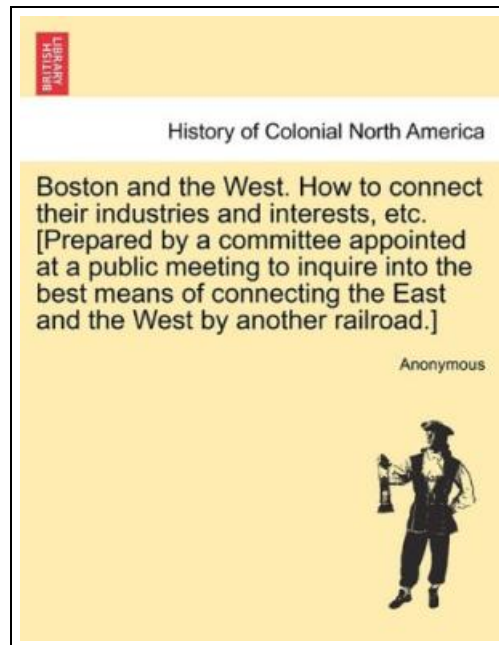 BRITISH
LIBRARY
History of Colonial North America
Boston and the West. How to connect
their industries and interests, etc.
[Prepared by a committee appointed
at a public meeting to inquire into the
best means of connecting the East
and the West by another railroad.]
Anonymous